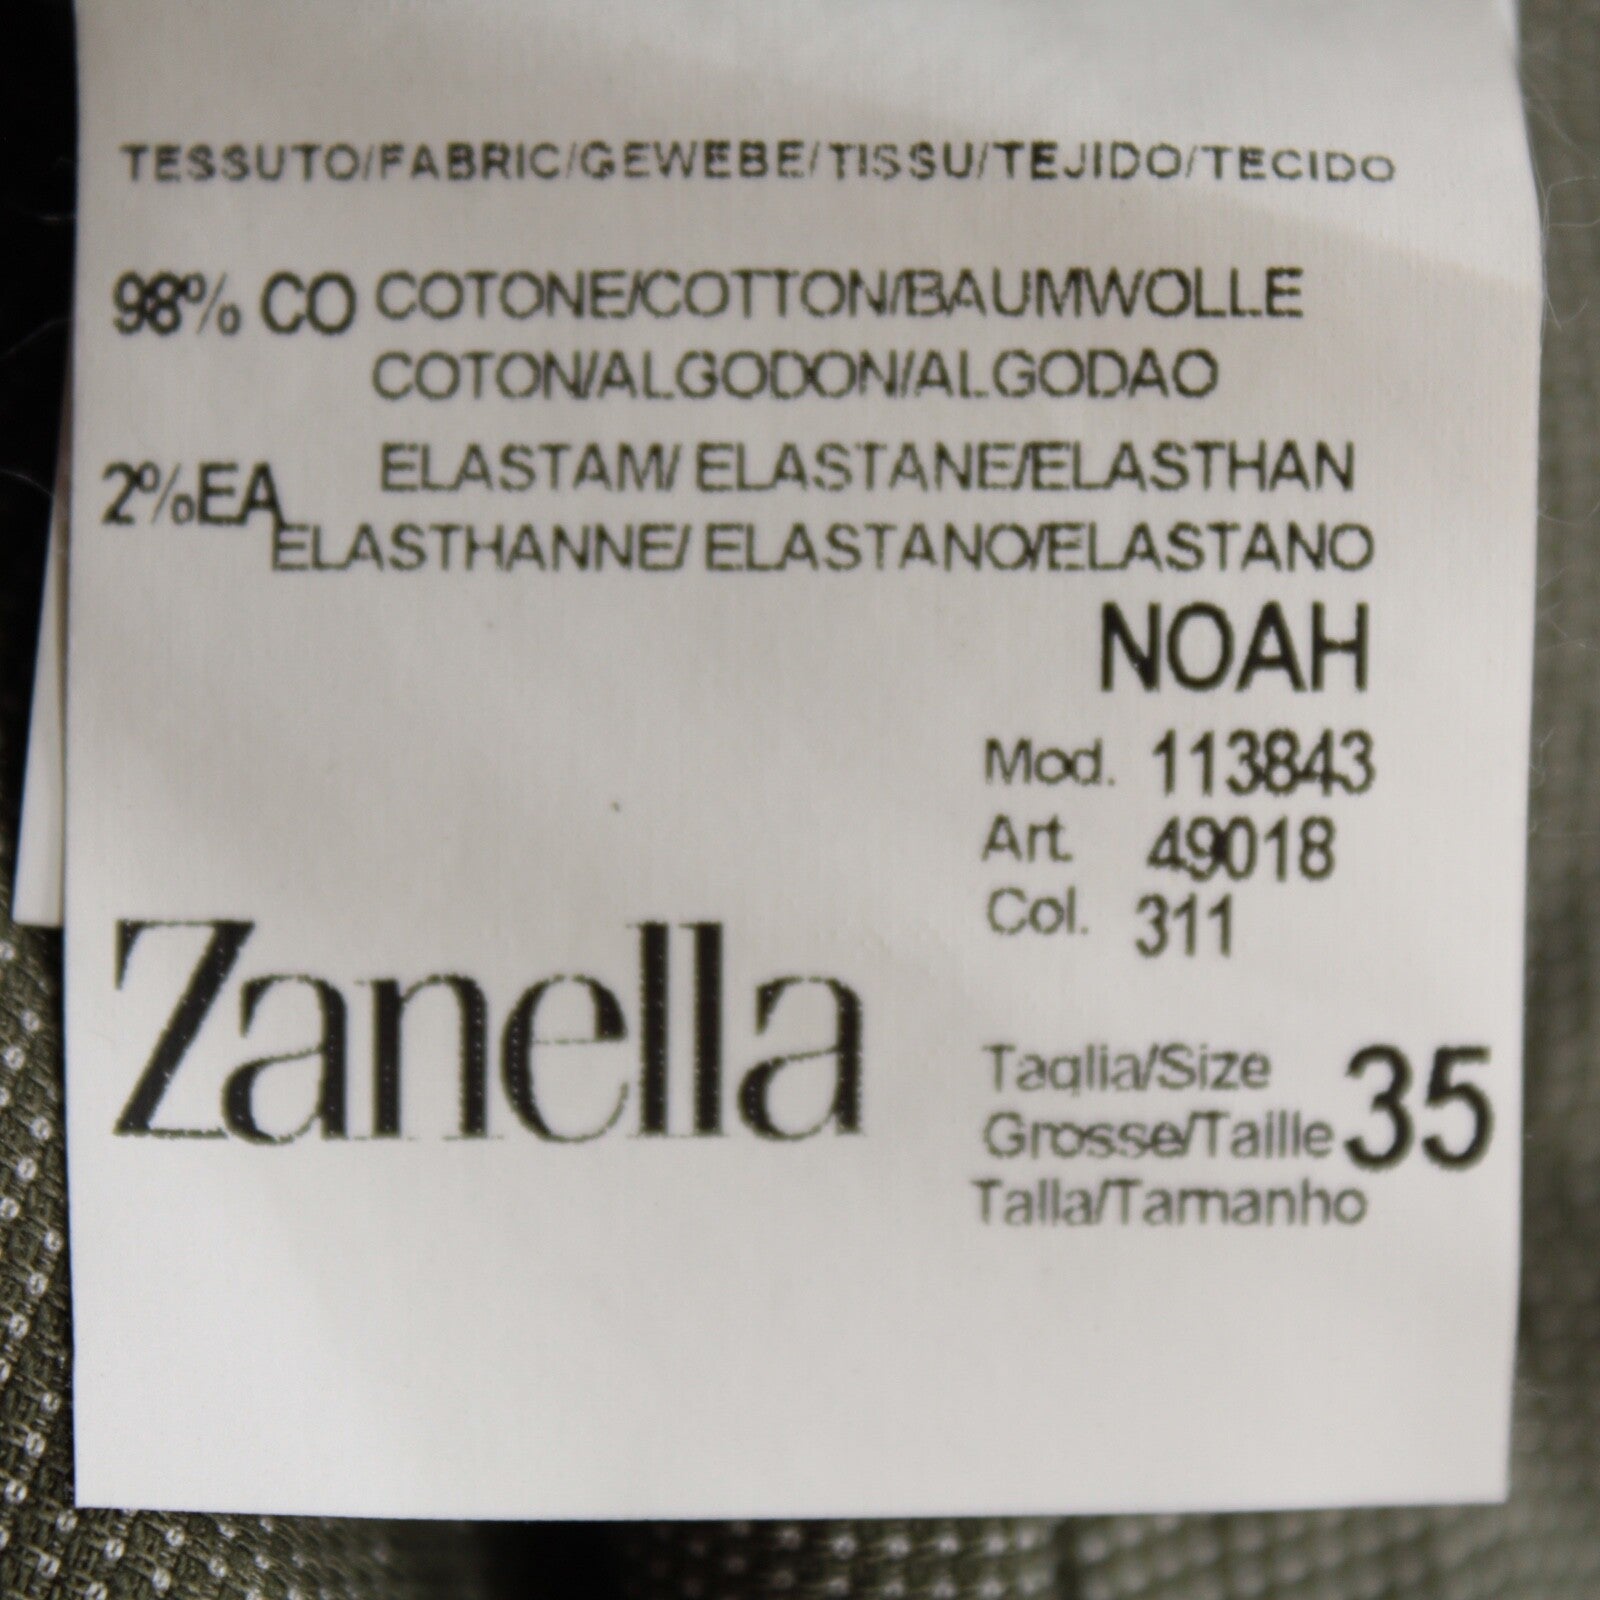 TESSUTO/FABRIC/GEWEBE/TISSU/TEJIDO/TECIDO
98% CO COTONE/COTTON/BAUMWOLLE
COTON/ALGODON/ALGODAO
2%EA ELASTAM/ ELASTANE/ELASTHAN
ELASTHANNE/ ELASTANO/ELASTANO
NOAH
Mod. 113843
Art. 49018
Col. 311
Zanella
Taglia/Size
Grosse/Taille 35
Talla/Tamanho